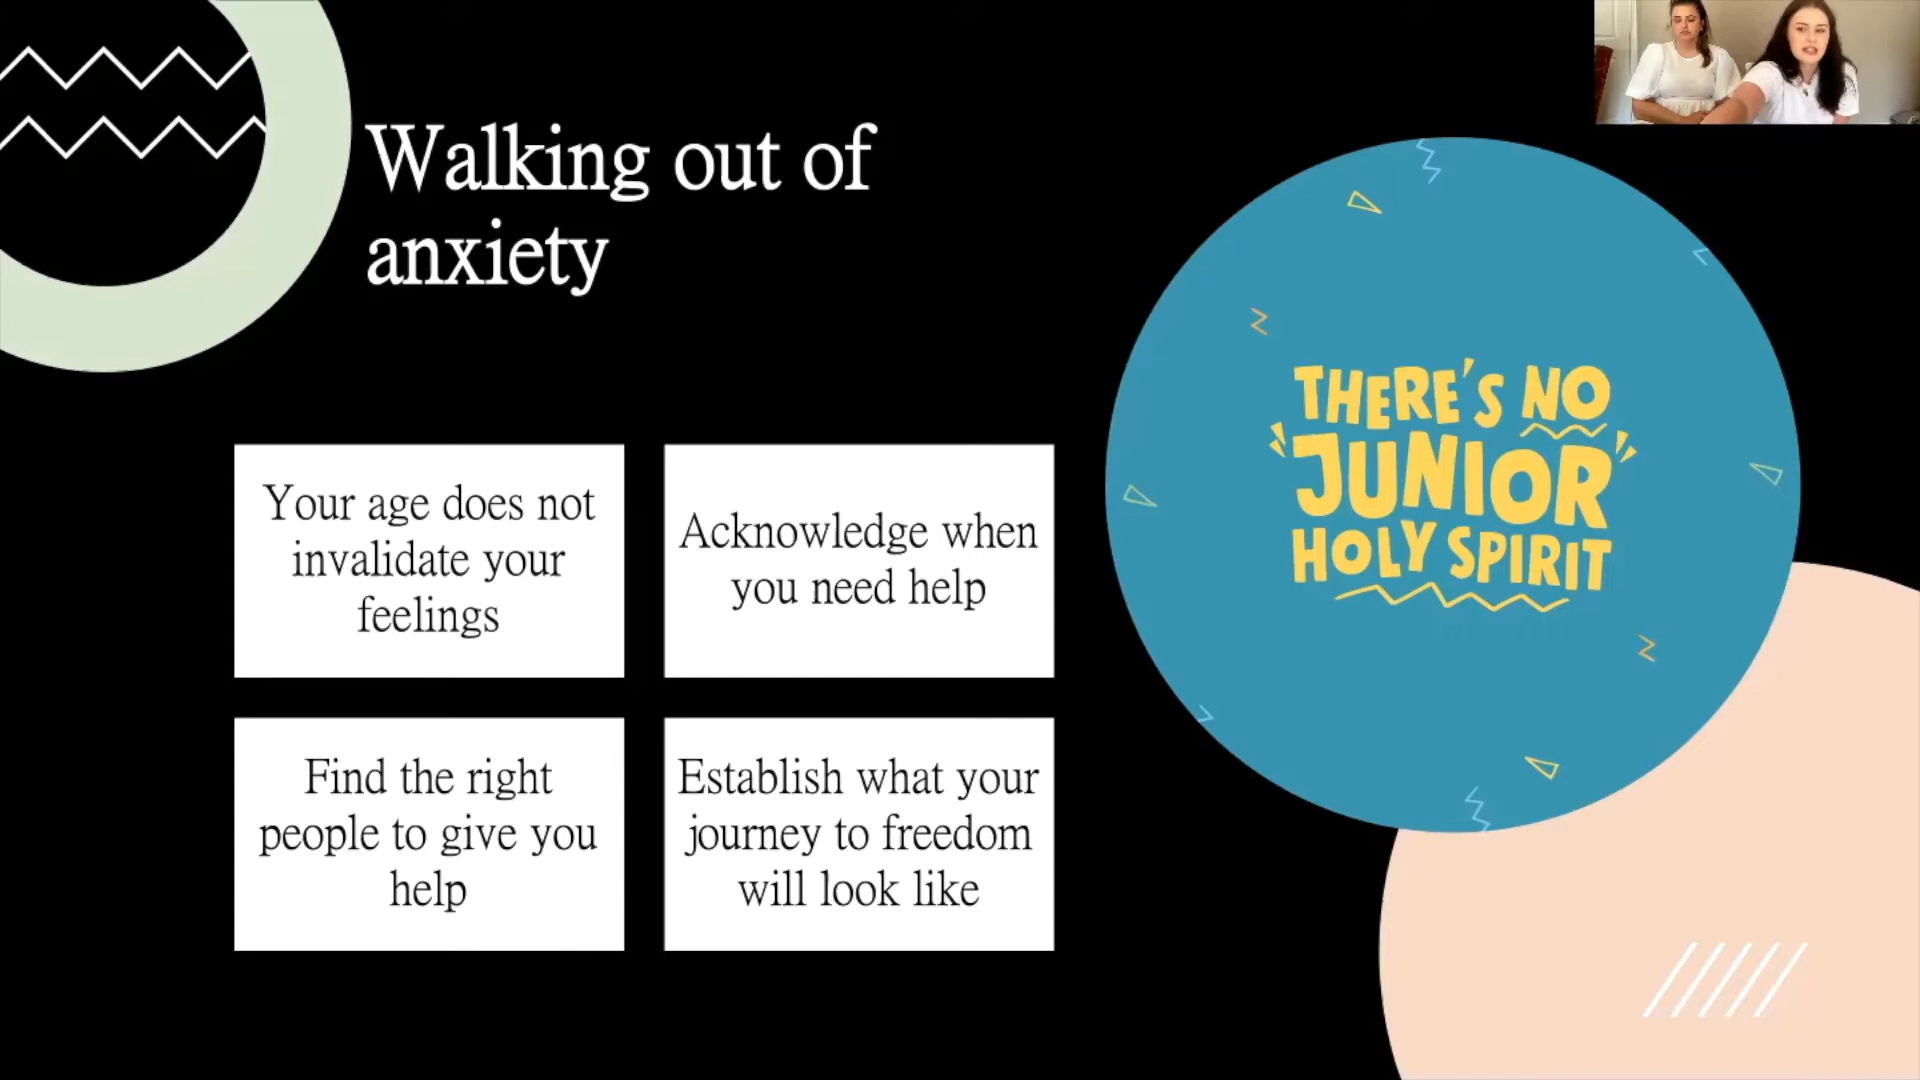 Walking out of
anxiety
Your age does not
invalidate your
feelings
Acknowledge when
you need help
Find the right
people to give you
help
Establish what your
journey to freedom
will look like
THERE'S NO
JUNIOR
HOLY SPIRIT